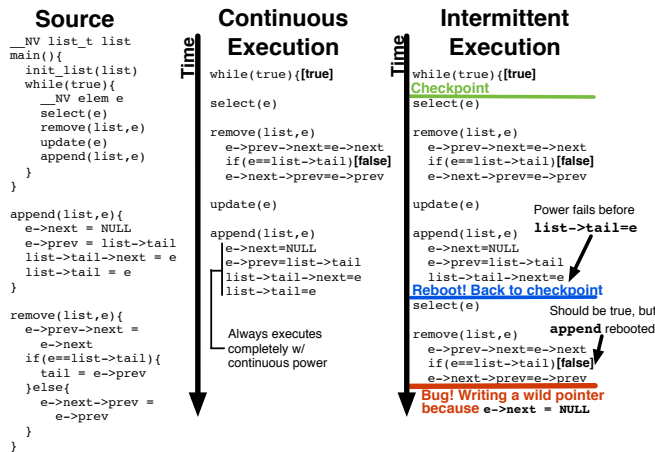 Source
__NV list_t list
main(){
init_list(list)
while(true){
__NV elem e
select(e)
remove(list,e)
update(e)
append(list,e)
}
}
append(list,e){
e->next = NULL
e->prev = list->tail
list->tail->next = e
list->tail = e
}
remove(list,e){
e->prev->next =
e->next
if(e==list->tail){
tail = e->prev
}else{
e->next->prev =
e->prev
}
}
Continuous
Execution
Time
while(true){[true]
select(e)
remove(list,e)
e->prev->next=e->next
if(e==list->tail)[false]
e->next->prev=e->prev
update(e)
append(list,e)
e->next=NULL
e->prev=list->tail
list->tail->next=e
list->tail=e
Always executes
completely w/
continuous power
Intermittent
Execution
Time
while(true){[true]
Checkpoint
select(e)
remove(list,e)
e->prev->next=e->next
if(e==list->tail)[false]
e->next->prev=e->prev
update(e)
Power fails before
list->tail=e
append(list,e)
e->next=NULL
e->prev=list->tail
list->tail->next=e
Reboot! Back to checkpoint
select(e)
Should be true, but
append rebooted
remove(list,e)
e->prev->next=e->next
if(e==list->tail)[false]
e->next->prev=e->prev
Bug! Writing a wild pointer
because e->next = NULL